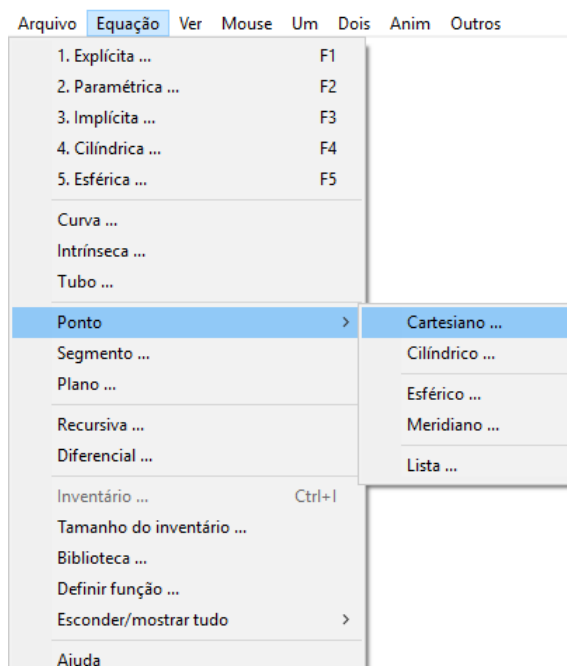 Arquivo Equação Ver Mouse Um Dois Anim Outros
1. Explícita ... F1
2. Paramétrica ... F2
3. Implícita ... F3
4. Cilíndrica ... F4
5. Esférica ... F5
Curva ...
Intrínseca ...
Tubo ...
Ponto >
Segmento ...
Plano ...
Recursiva ...
Diferencial ...
Inventário ... Ctrl+I
Tamanho do inventário ...
Biblioteca ...
Definir função ...
Esconder/mostrar tudo >
Ajuda
Cartesiano ...
Cilíndrico ...
Esférico ...
Meridiano ...
Lista ...